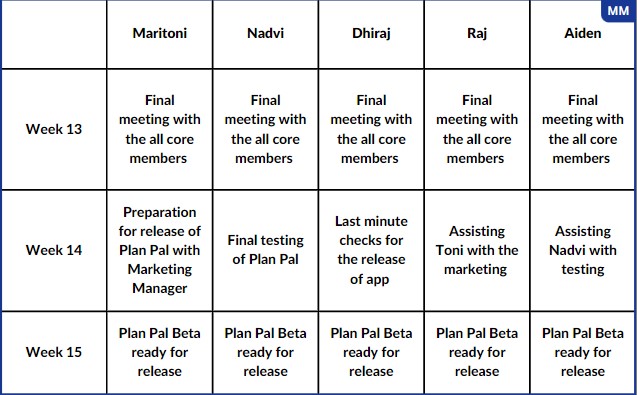 MM
Maritoni Nadvi Dhiraj Raj Aiden
Week 13
Final
meeting with
the all core
members
Final
meeting with
the all core
members
Final
meeting with
the all core
members
Final
meeting with
the all core
members
Final
meeting with
the all core
members
Week 14
Preparation
for release of
Plan Pal with
Marketing
Manager
Final testing
of Plan Pal
Last minute
checks for
the release
of app
Assisting
Toni with the
marketing
Assisting
Nadvi with
testing
Week 15
Plan Pal Beta
ready for
release
Plan Pal Beta
ready for
release
Plan Pal Beta
ready for
release
Plan Pal Beta
ready for
release
Plan Pal Beta
ready for
release